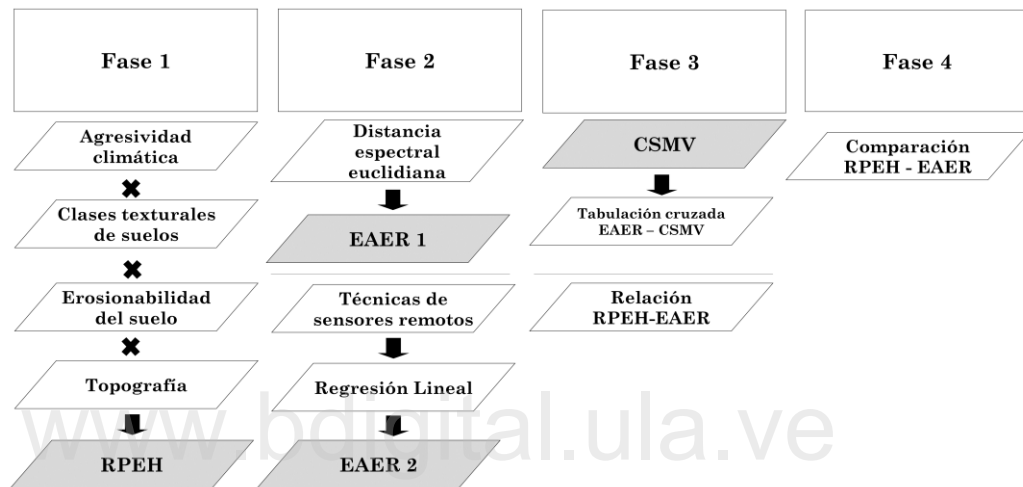 Fase 1
Agresividad
climática
Clases texturales
de suelos
Erosionabilidad
del suelo
Topografía
RPEH
Fase 2
Distancia
espectral
euclidiana
EAER 1
Técnicas de
sensores remotos
Regresión Lineal
EAER 2
Fase 3
CSMV
Tabulación cruzada
EAER – CSMV
Relación
RPEH-EAER
Fase 4
Comparación
RPEH - EAER
www.bdigital.ula.ve